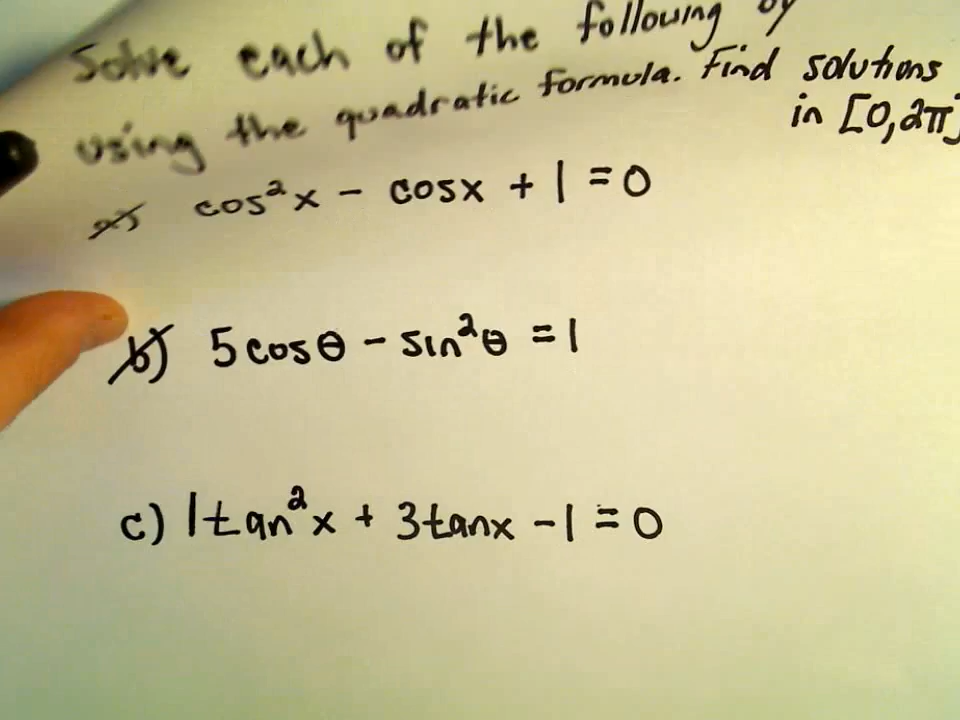 Solve each of the following by
using the quadratic formula. Find solutions
in [0,2π]
a) cos²x - cosx + 1 = 0
b) 5cosθ - sin²θ = 1
c) 1tan²x + 3tanx - 1 = 0